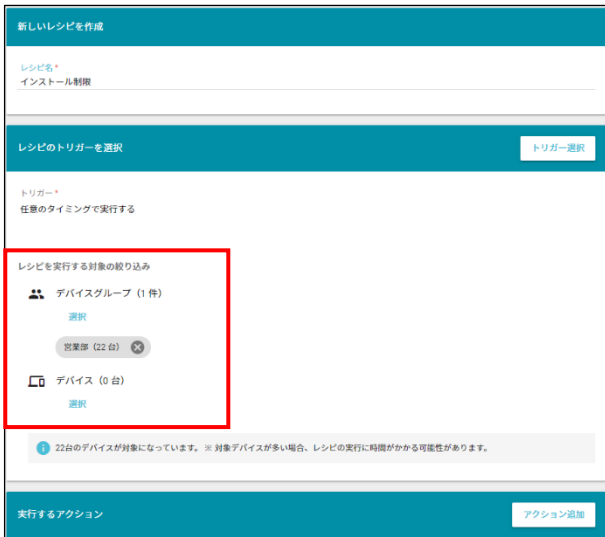 新しいレシピを作成
レシピ名*
インストール制限
レシピのトリガーを選択
トリガー選択
トリガー*
任意のタイミングで実行する
レシピを実行する対象の絞り込み
デバイスグループ（1 件）
選択
営業部（22 台）
デバイス（0 台）
選択
22台のデバイスが対象になっています。 ※ 対象デバイスが多い場合、レシピの実行に時間がかかる可能性があります。
実行するアクション
アクション追加